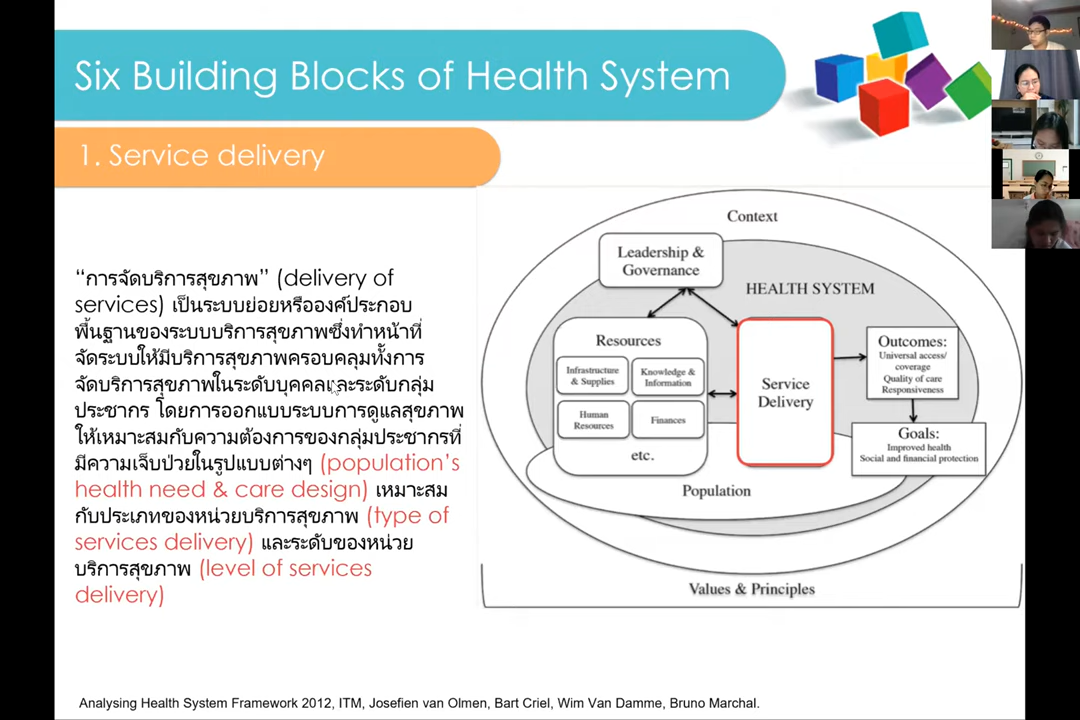 Six Building Blocks of Health System
1. Service delivery
“การจัดบริการสุขภาพ” (delivery of
services) เป็นระบบย่อยหรือองค์ประกอบ
พื้นฐานของระบบบริการสุขภาพซึ่งทำหน้าที่
จัดระบบให้มีบริการสุขภาพครอบคลุมทั้งการ
จัดบริการสุขภาพในระดับบุคคลและระดับกลุ่ม
ประชากร โดยการออกแบบระบบการดูแลสุขภาพ
ให้เหมาะสมกับความต้องการของกลุ่มประชากรที่
มีความเจ็บป่วยในรูปแบบต่างๆ (population’s
health need & care design) เหมาะสม
กับประเภทของหน่วยบริการสุขภาพ (type of
services delivery) และระดับของหน่วย
บริการสุขภาพ (level of services
delivery)
Context
Leadership &
Governance
HEALTH SYSTEM
Resources
Infrastructure
& Supplies
Knowledge &
Information
Human
Resources
Finances
etc.
Service
Delivery
Outcomes:
Universal access/
coverage
Quality of care
Responsiveness
Goals:
Improved health
Social and financial protection
Population
Values & Principles
Analysing Health System Framework 2012, ITM, Josefien van Olmen, Bart Criel, Wim Van Damme, Bruno Marchal.